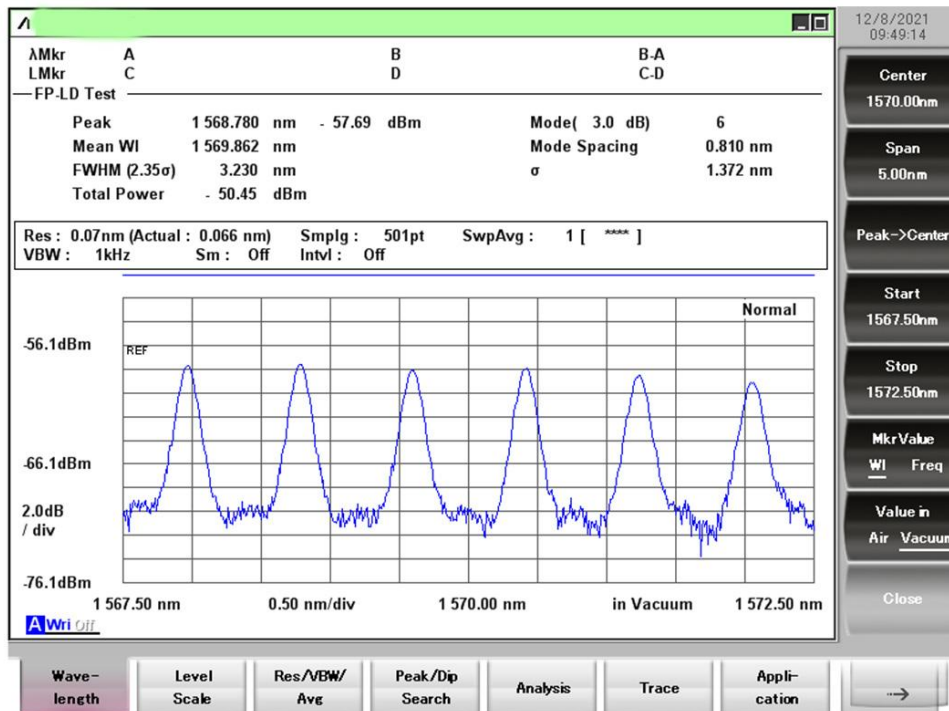 12/8/2021
09:49:14
λMkr A B B-A
LMkr C D C-D
FP-LD Test
Peak 1 568.780 nm - 57.69 dBm Mode( 3.0 dB) 6
Mean Wl 1 569.862 nm Mode Spacing 0.810 nm
FWHM (2.35σ) 3.230 nm σ 1.372 nm
Total Power - 50.45 dBm
Res : 0.07nm (Actual : 0.066 nm) Smplg : 501pt SwpAvg : 1 [ **** ]
VBW : 1kHz Sm : Off Intvl : Off
Normal
-56.1dBm
REF
-66.1dBm
2.0dB
/ div
-76.1dBm
1 567.50 nm 0.50 nm/div 1 570.00 nm in Vacuum 1 572.50 nm
A Wri Off
Center
1570.00nm
Span
5.00nm
Peak->Center
Start
1567.50nm
Stop
1572.50nm
Mkr Value
Wl Freq
Value in
Air Vacuum
Close
Wave-
length
Level
Scale
Res/VBW/
Avg
Peak/Dip
Search
Analysis
Trace
Appli-
cation